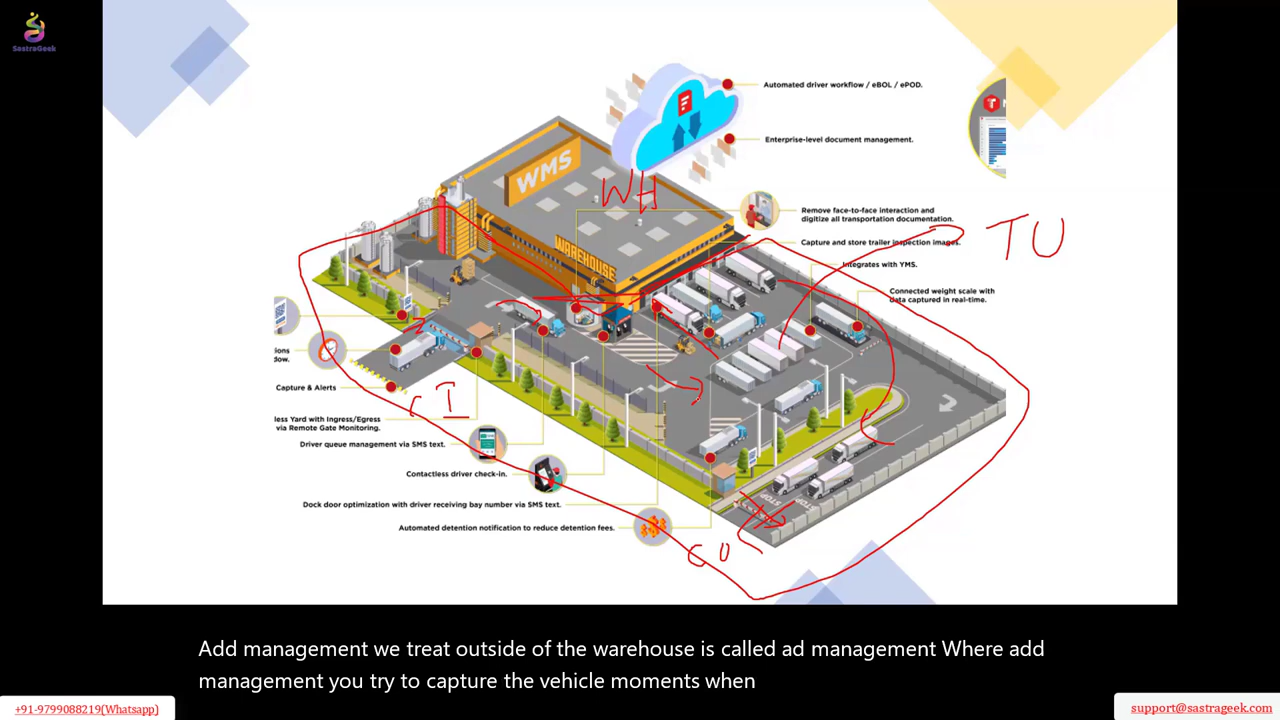 SastraGeek
Automated driver workflow / eBOL / ePOD.
Enterprise-level document management.
WMS
WH
Remove face-to-face interaction and
digitize all transportation documentation.
TU
Capture and store trailer inspection images.
WAREHOUSE
Integrates with YMS.
Connected weight scale with
data captured in real-time.
ions
dow.
Capture & Alerts
CI
less Yard with Ingress/Egress
via Remote Gate Monitoring.
Driver queue management via SMS text.
Contactless driver check-in.
Dock door optimization with driver receiving bay number via SMS text.
STOP
Automated detention notification to reduce detention fees.
CO
Add management we treat outside of the warehouse is called ad management Where add
management you try to capture the vehicle moments when
+91-9799088219(Whatsapp)
support@sastrageek.com